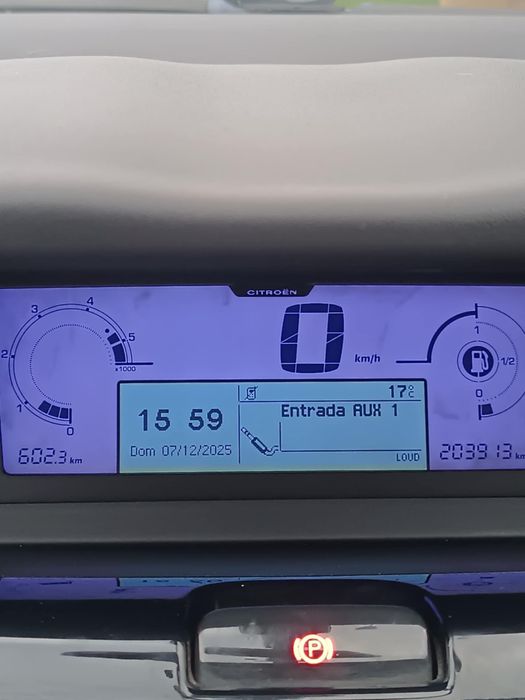 CITROËN
4
3
5
2
x1000
1
0
602.3 km
0 km/h
15 59
Dom 07/12/2025
17°C
Entrada AUX 1
LOUD
1
1/2
0
203913 km
P